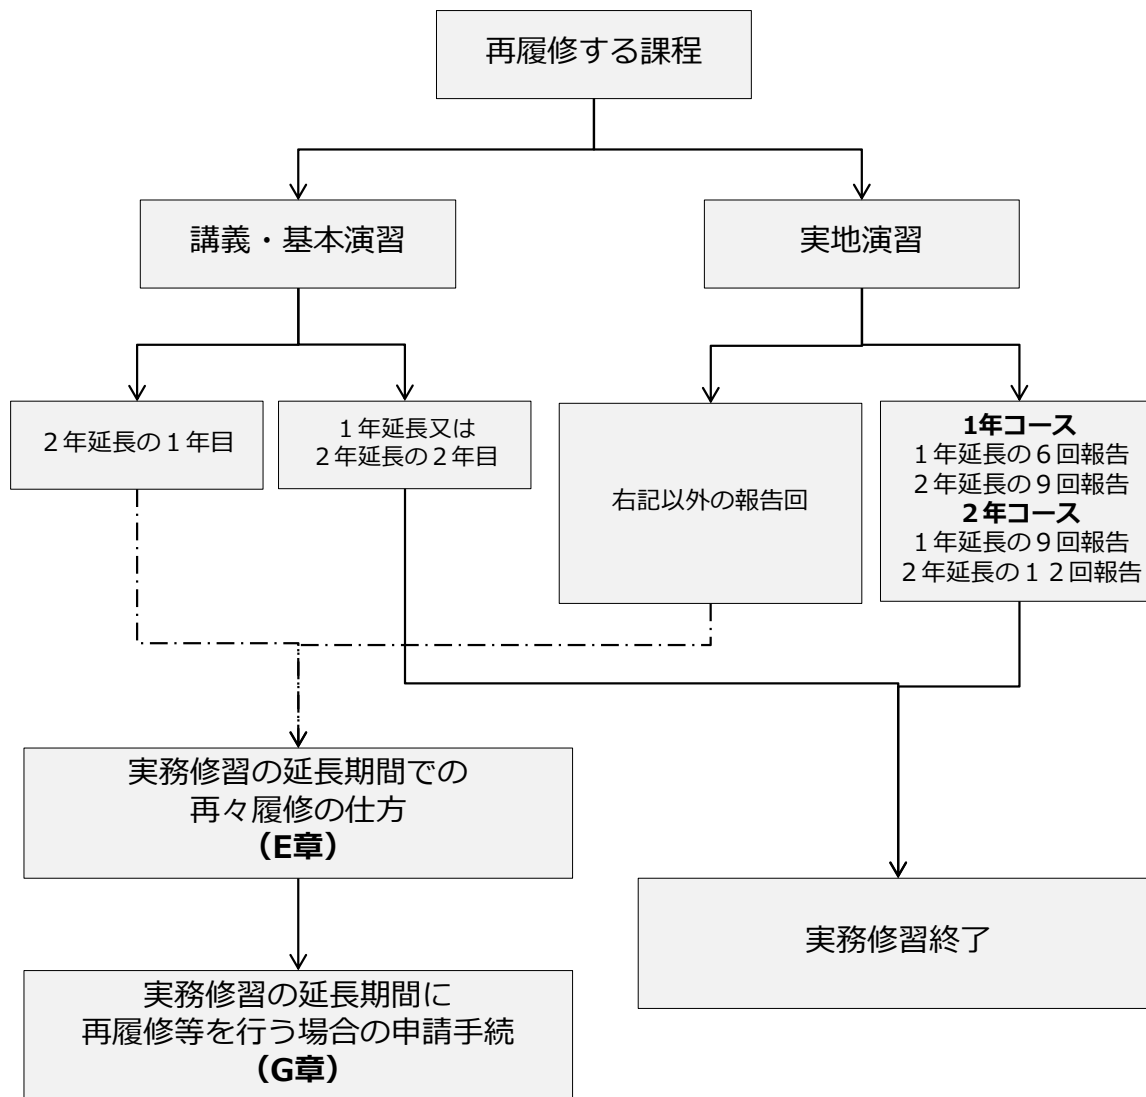 再履修する課程
講義・基本演習
実地演習
２年延長の１年目
１年延長又は
２年延長の２年目
右記以外の報告回
1年コース
１年延長の６回報告
２年延長の９回報告
２年コース
１年延長の９回報告
２年延長の１２回報告
実務修習の延長期間での
再々履修の仕方
（E章）
実務修習終了
実務修習の延長期間に
再履修等を行う場合の申請手続
（G章）